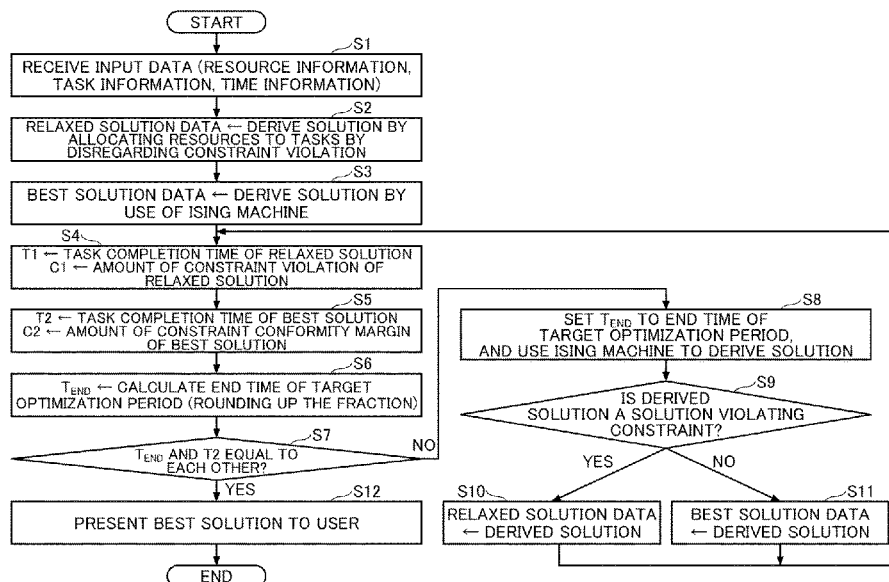 START
S1
RECEIVE INPUT DATA (RESOURCE INFORMATION,
TASK INFORMATION, TIME INFORMATION)
S2
RELAXED SOLUTION DATA ← DERIVE SOLUTION BY
ALLOCATING RESOURCES TO TASKS BY
DISREGARDING CONSTRAINT VIOLATION
S3
BEST SOLUTION DATA ← DERIVE SOLUTION BY
USE OF ISING MACHINE
S4
T1 ← TASK COMPLETION TIME OF RELAXED SOLUTION
C1 ← AMOUNT OF CONSTRAINT VIOLATION OF
RELAXED SOLUTION
S5
T2 ← TASK COMPLETION TIME OF BEST SOLUTION
C2 ← AMOUNT OF CONSTRAINT CONFORMITY MARGIN
OF BEST SOLUTION
S6
TEND ← CALCULATE END TIME OF TARGET
OPTIMIZATION PERIOD (ROUNDING UP THE FRACTION)
S7
TEND AND T2 EQUAL TO
EACH OTHER?
NO
YES
S12
PRESENT BEST SOLUTION TO USER
END
S8
SET TEND TO END TIME OF
TARGET OPTIMIZATION PERIOD,
AND USE ISING MACHINE TO DERIVE SOLUTION
S9
IS DERIVED
SOLUTION A SOLUTION VIOLATING
CONSTRAINT?
YES
NO
S10
RELAXED SOLUTION DATA
← DERIVED SOLUTION
S11
BEST SOLUTION DATA
← DERIVED SOLUTION